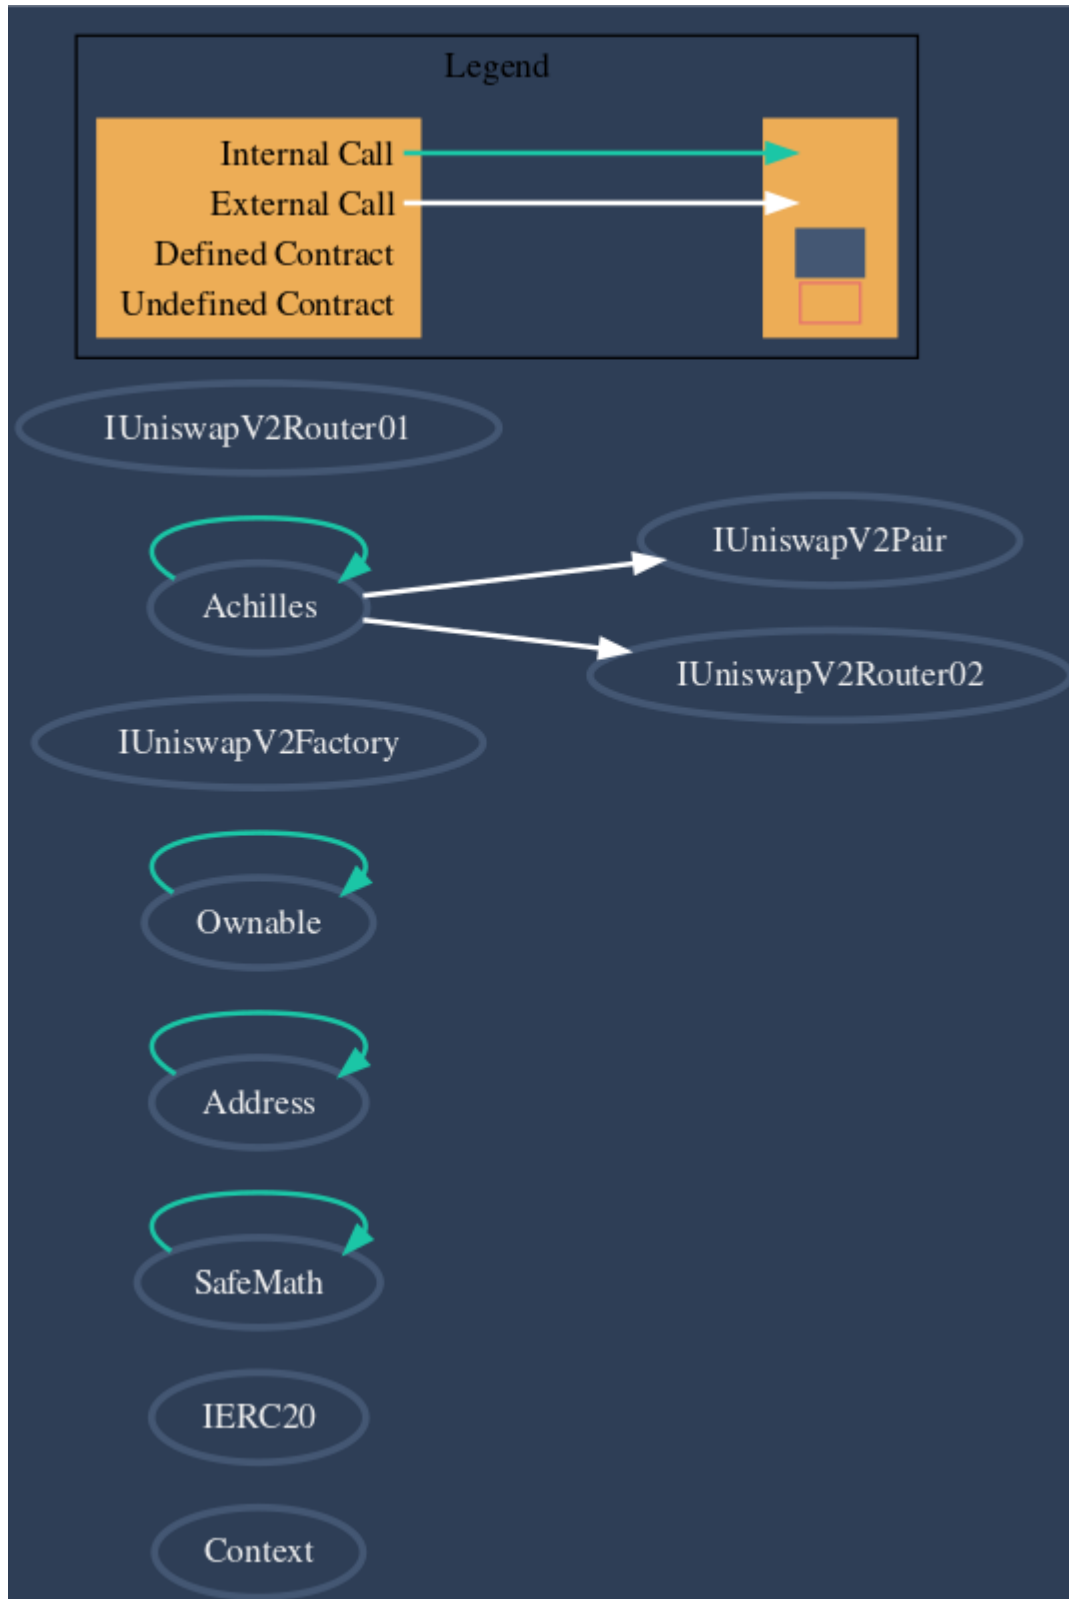 Legend
Internal Call
External Call
Defined Contract
Undefined Contract
IUniswapV2Router01
IUniswapV2Pair
Achilles
IUniswapV2Router02
IUniswapV2Factory
Ownable
Address
SafeMath
IERC20
Context